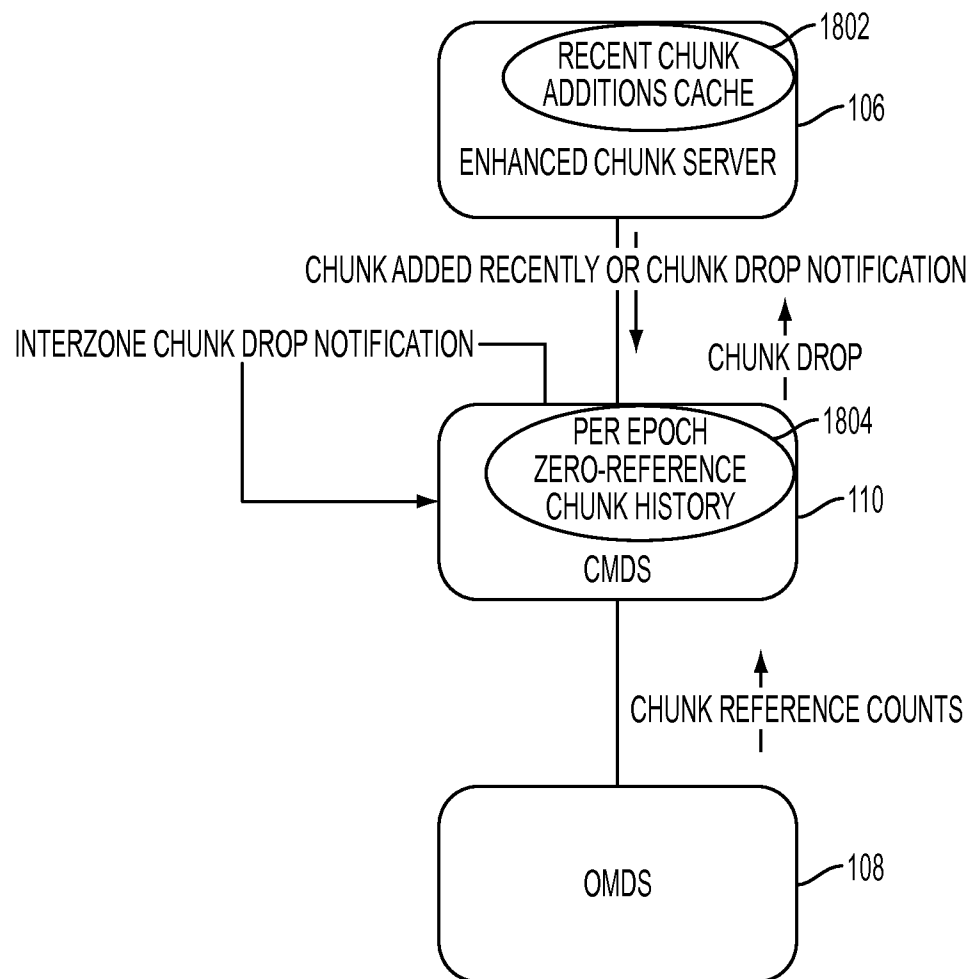 1802
RECENT CHUNK
ADDITIONS CACHE
106
ENHANCED CHUNK SERVER
CHUNK ADDED RECENTLY OR CHUNK DROP NOTIFICATION
INTERZONE CHUNK DROP NOTIFICATION
CHUNK DROP
1804
PER EPOCH
ZERO-REFERENCE
CHUNK HISTORY
110
CMDS
CHUNK REFERENCE COUNTS
108
OMDS